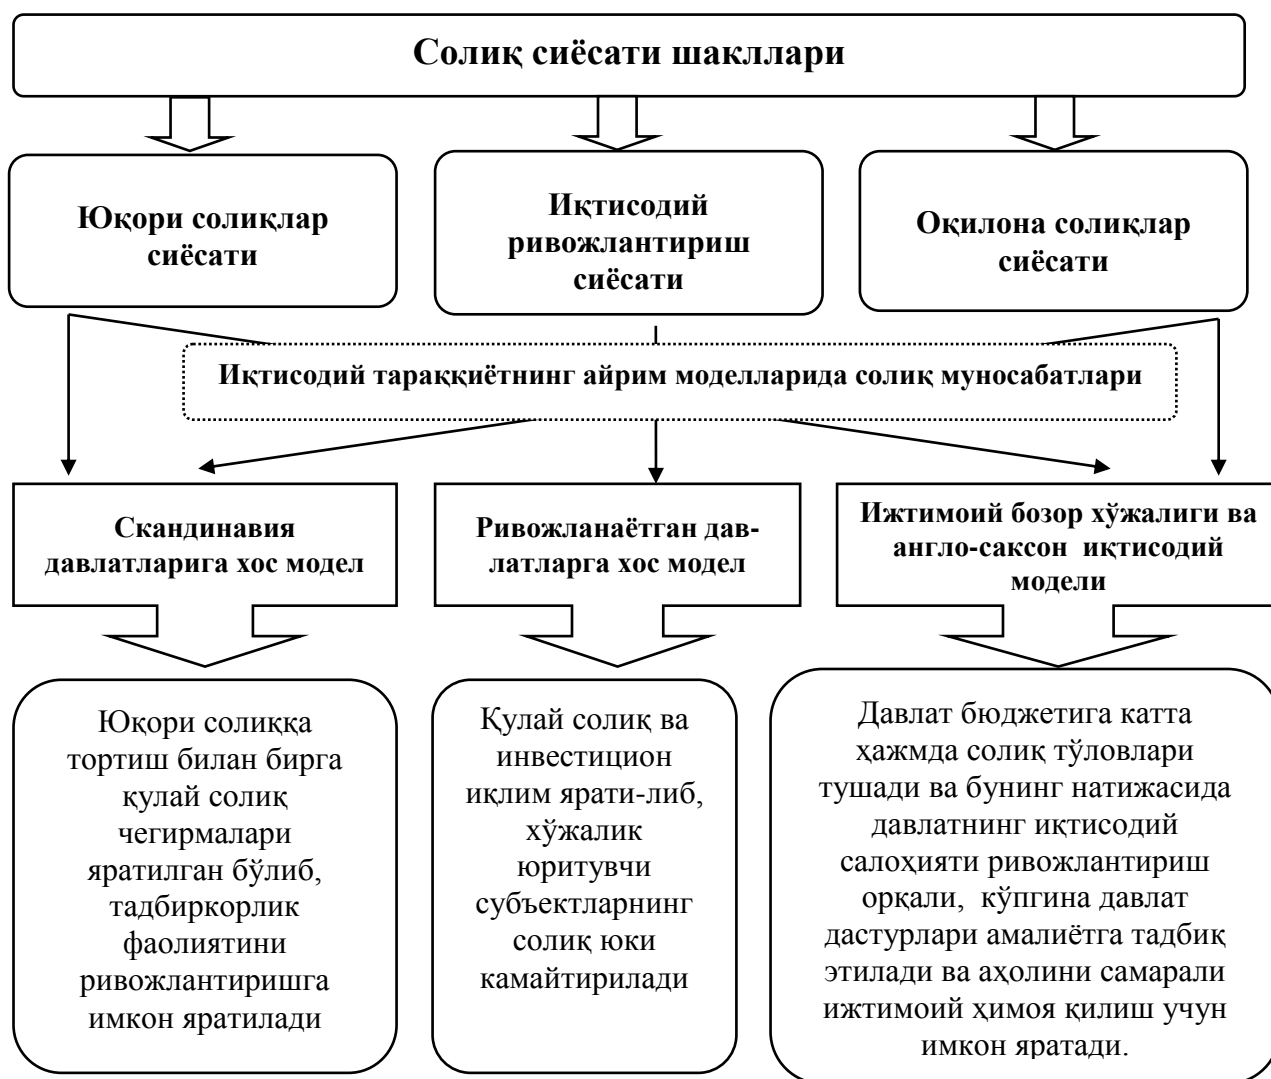 Солиқ сиёсати шакллари
Юқори солиқлар
сиёсати
Иқтисодий
ривожлантириш
сиёсати
Оқилона солиқлар
сиёсати
Иқтисодий тараққиётнинг айрим моделларида солиқ муносабатлари
Скандинавия
давлатларига хос модел
Ривожланаётган дав-
латларга хос модел
Ижтимоий бозор хўжалиги ва
англо-саксон иқтисодий
модели
Юқори солиққа
тортиш билан бирга
қулай солиқ
чегирмалари
яратилган бўлиб,
тадбиркорлик
фаолиятини
ривожлантиришга
имкон яратилади
Қулай солиқ ва
инвестицион
иқлим ярати-либ,
хўжалик
юритувчи
субъектларнинг
солиқ юки
камайтирилади
Давлат бюджетига катта
ҳажмда солиқ тўловлари
тушади ва бунинг натижасида
давлатнинг иқтисодий
салоҳияти ривожлантириш
орқали, кўпгина давлат
дастурлари амалиётга тадбиқ
этилади ва аҳолини самарали
ижтимоий ҳимоя қилиш учун
имкон яратади.